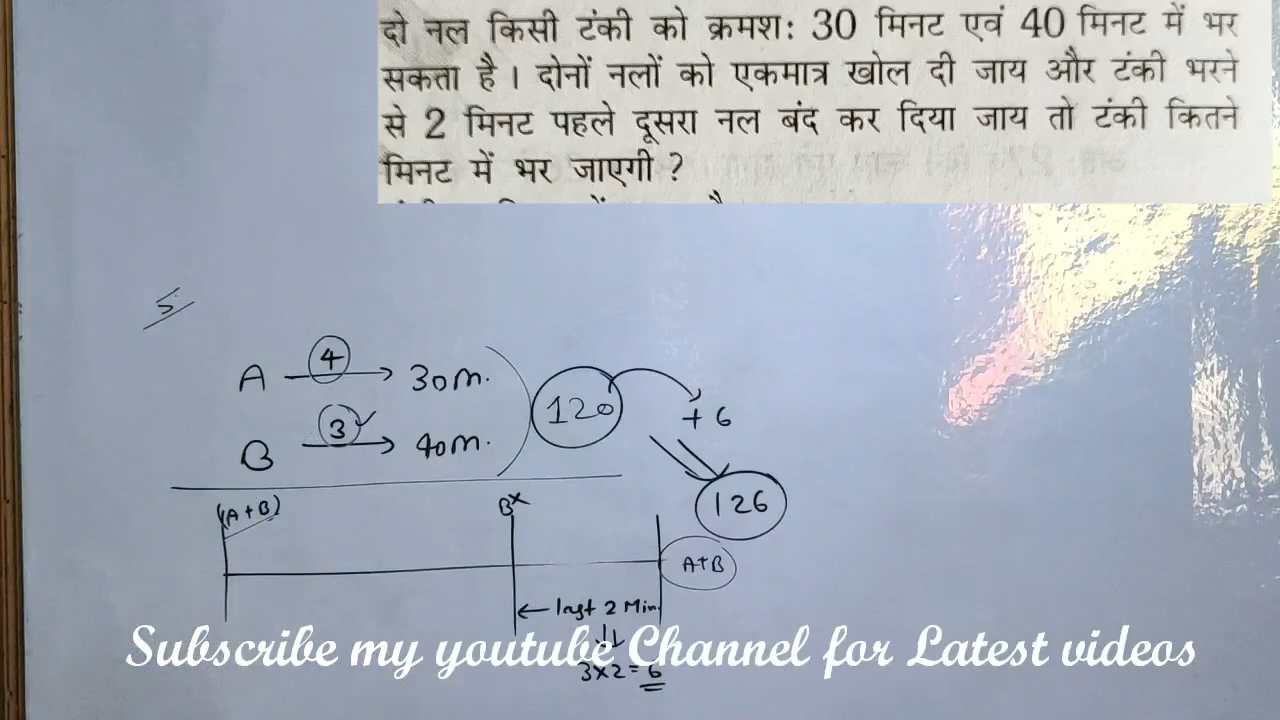 दो नल किसी टंकी को क्रमश: 30 मिनट एवं 40 मिनट में भर
सकता है । दोनों नलों को एकमात्र खोल दी जाय और टंकी भरने
से 2 मिनट पहले दूसरा नल बंद कर दिया जाय तो टंकी कितने
मिनट में भर जाएगी ?
5
A 4 → 30m.
B 3 ✓ → 40m.
120
+ 6
126
(A+B)
B×
A+B
← last 2 Min
3×2=6
Subscribe my youtube Channel for Latest videos